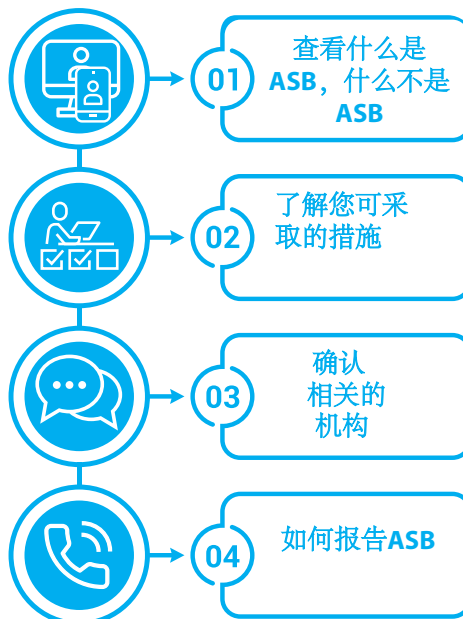 01
查看什么是
ASB，什么不是
ASB
02
了解您可采
取的措施
03
确认
相关的
机构
04
如何报告ASB